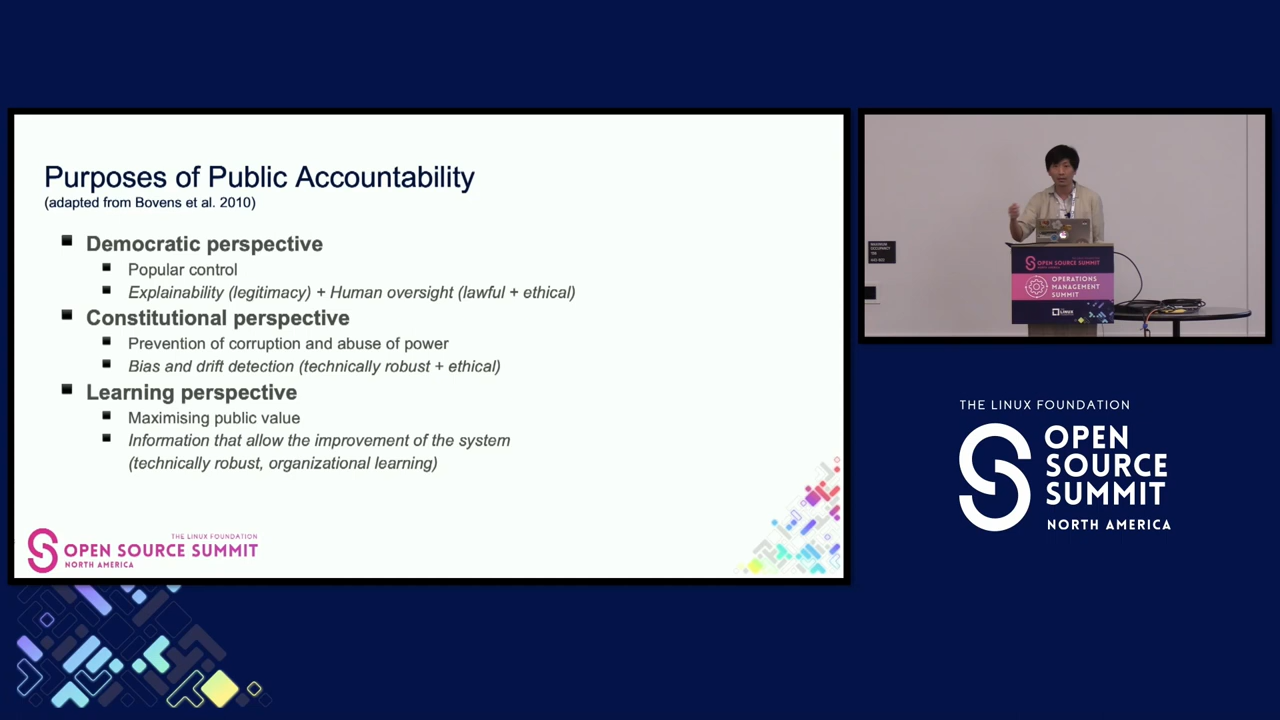 Purposes of Public Accountability
(adapted from Bovens et al. 2010)
Democratic perspective
Popular control
Explainability (legitimacy) + Human oversight (lawful + ethical)
Constitutional perspective
Prevention of corruption and abuse of power
Bias and drift detection (technically robust + ethical)
Learning perspective
Maximising public value
Information that allow the improvement of the system
(technically robust, organizational learning)
THE LINUX FOUNDATION
OPEN SOURCE SUMMIT
NORTH AMERICA
OPEN SOURCE SUMMIT
OPERATIONS
MANAGEMENT
SUMMIT
LINUX
THE LINUX FOUNDATION
OPEN
SOURCE
SUMMIT
NORTH AMERICA